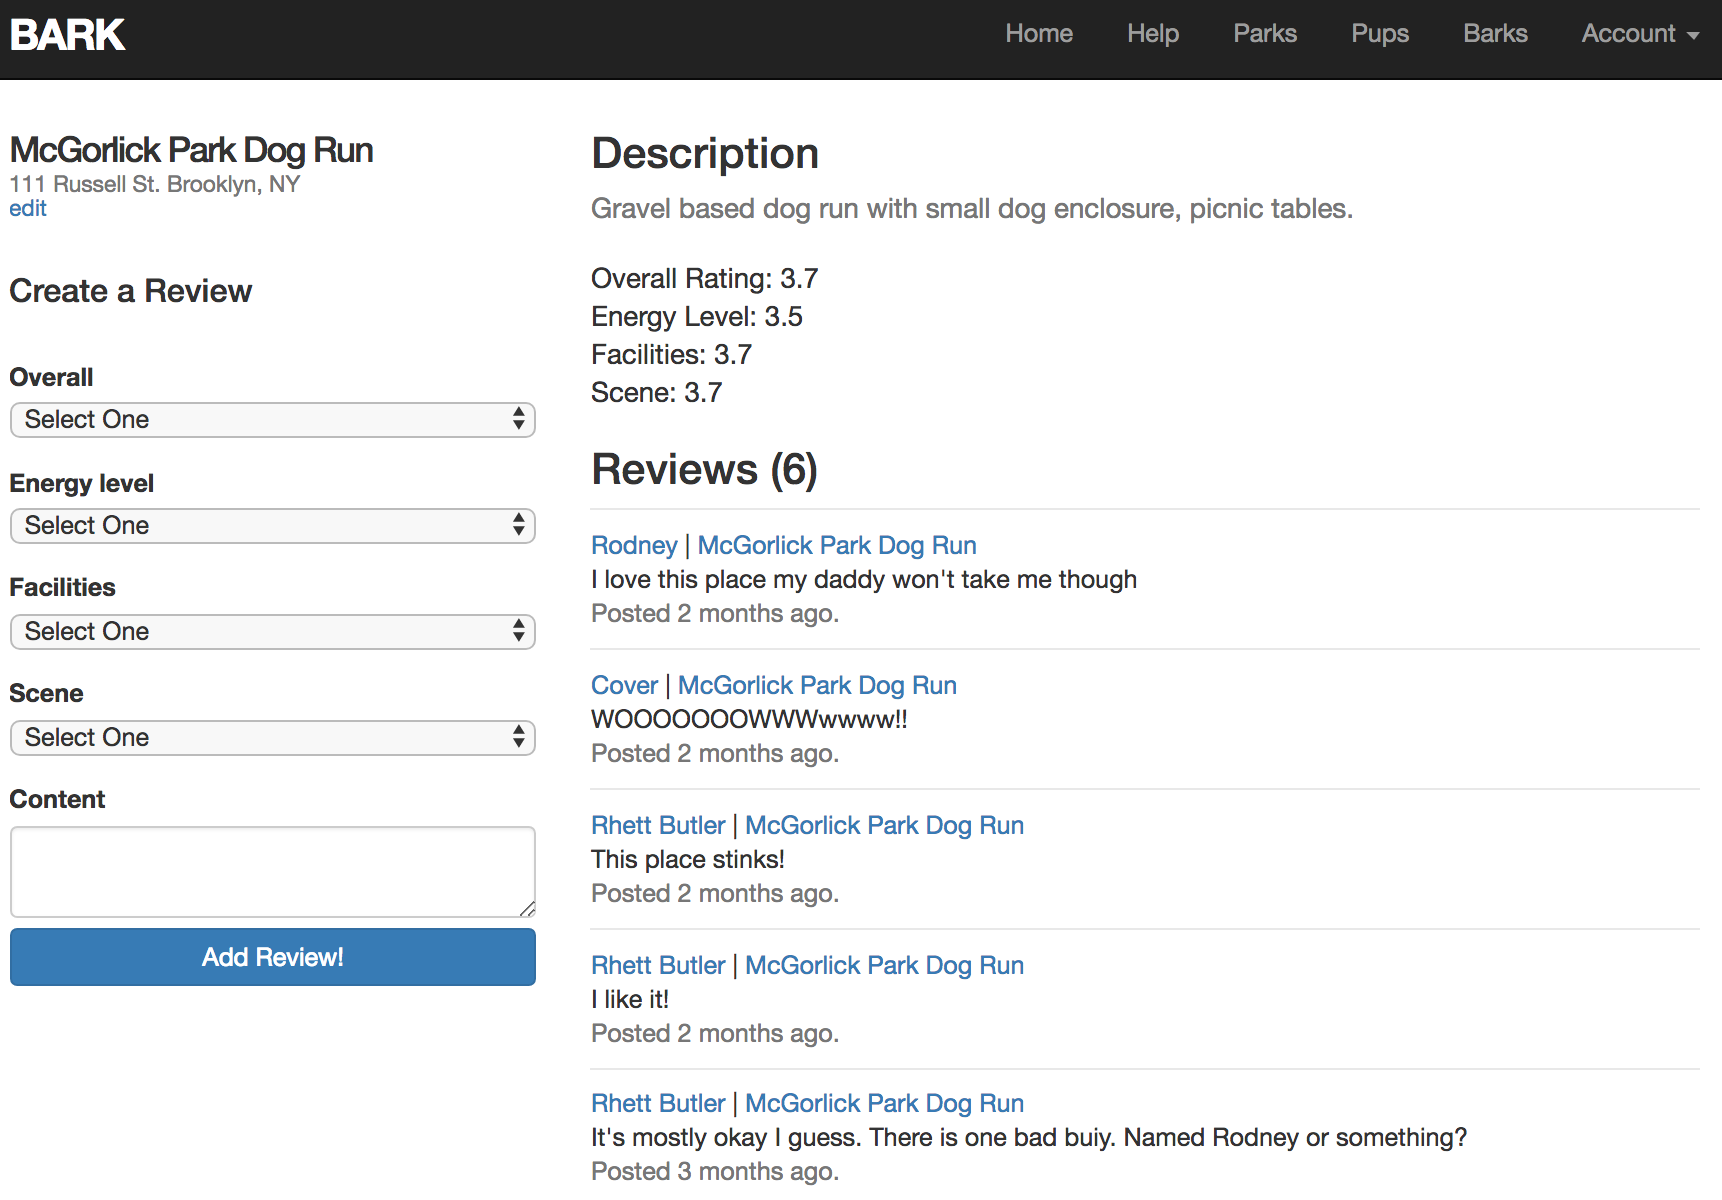 BARK
Home Help Parks Pups Barks Account
McGorlick Park Dog Run
111 Russell St. Brooklyn, NY
edit
Create a Review
Overall
Select One
Energy level
Select One
Facilities
Select One
Scene
Select One
Content
Add Review!
Description
Gravel based dog run with small dog enclosure, picnic tables.
Overall Rating: 3.7
Energy Level: 3.5
Facilities: 3.7
Scene: 3.7
Reviews (6)
Rodney | McGorlick Park Dog Run
I love this place my daddy won't take me though
Posted 2 months ago.
Cover | McGorlick Park Dog Run
WOOOOOOOWWWwwww!!
Posted 2 months ago.
Rhett Butler | McGorlick Park Dog Run
This place stinks!
Posted 2 months ago.
Rhett Butler | McGorlick Park Dog Run
I like it!
Posted 2 months ago.
Rhett Butler | McGorlick Park Dog Run
It's mostly okay I guess. There is one bad buiy. Named Rodney or something?
Posted 3 months ago.